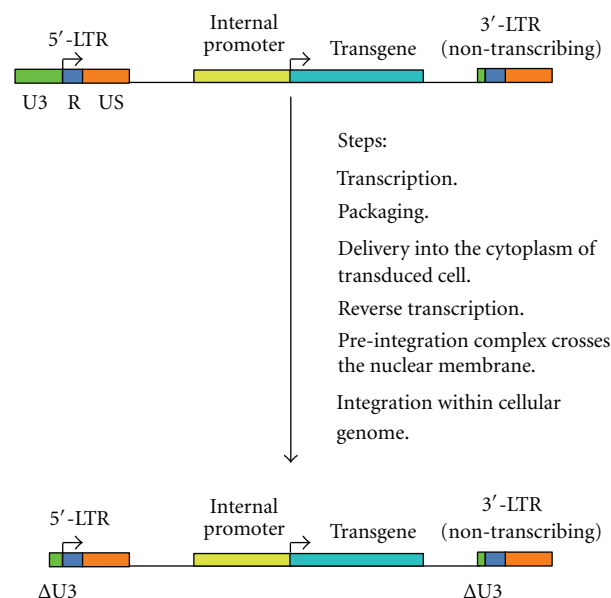 5′-LTR
Internal
promoter
Transgene
3′-LTR
(non-transcribing)
U3 R US
Steps:
Transcription.
Packaging.
Delivery into the cytoplasm of
transduced cell.
Reverse transcription.
Pre-integration complex crosses
the nuclear membrane.
Integration within cellular
genome.
5′-LTR
Internal
promoter
Transgene
3′-LTR
(non-transcribing)
ΔU3
ΔU3